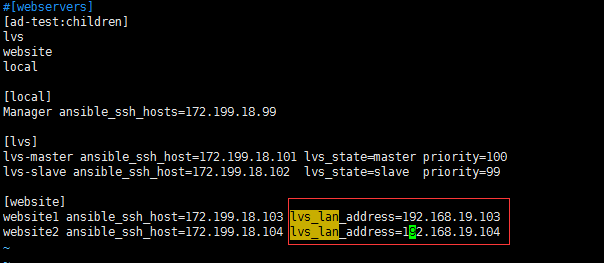 #[webservers]
[ad-test:children]
lvs
website
local
[local]
Manager ansible_ssh_hosts=172.199.18.99
[lvs]
lvs-master ansible_ssh_host=172.199.18.101 lvs_state=master priority=100
lvs-slave ansible_ssh_host=172.199.18.102  lvs_state=slave  priority=99
[website]
website1 ansible_ssh_host=172.199.18.103 lvs_lan_address=192.168.19.103
website2 ansible_ssh_host=172.199.18.104 lvs_lan_address=192.168.19.104
~
~